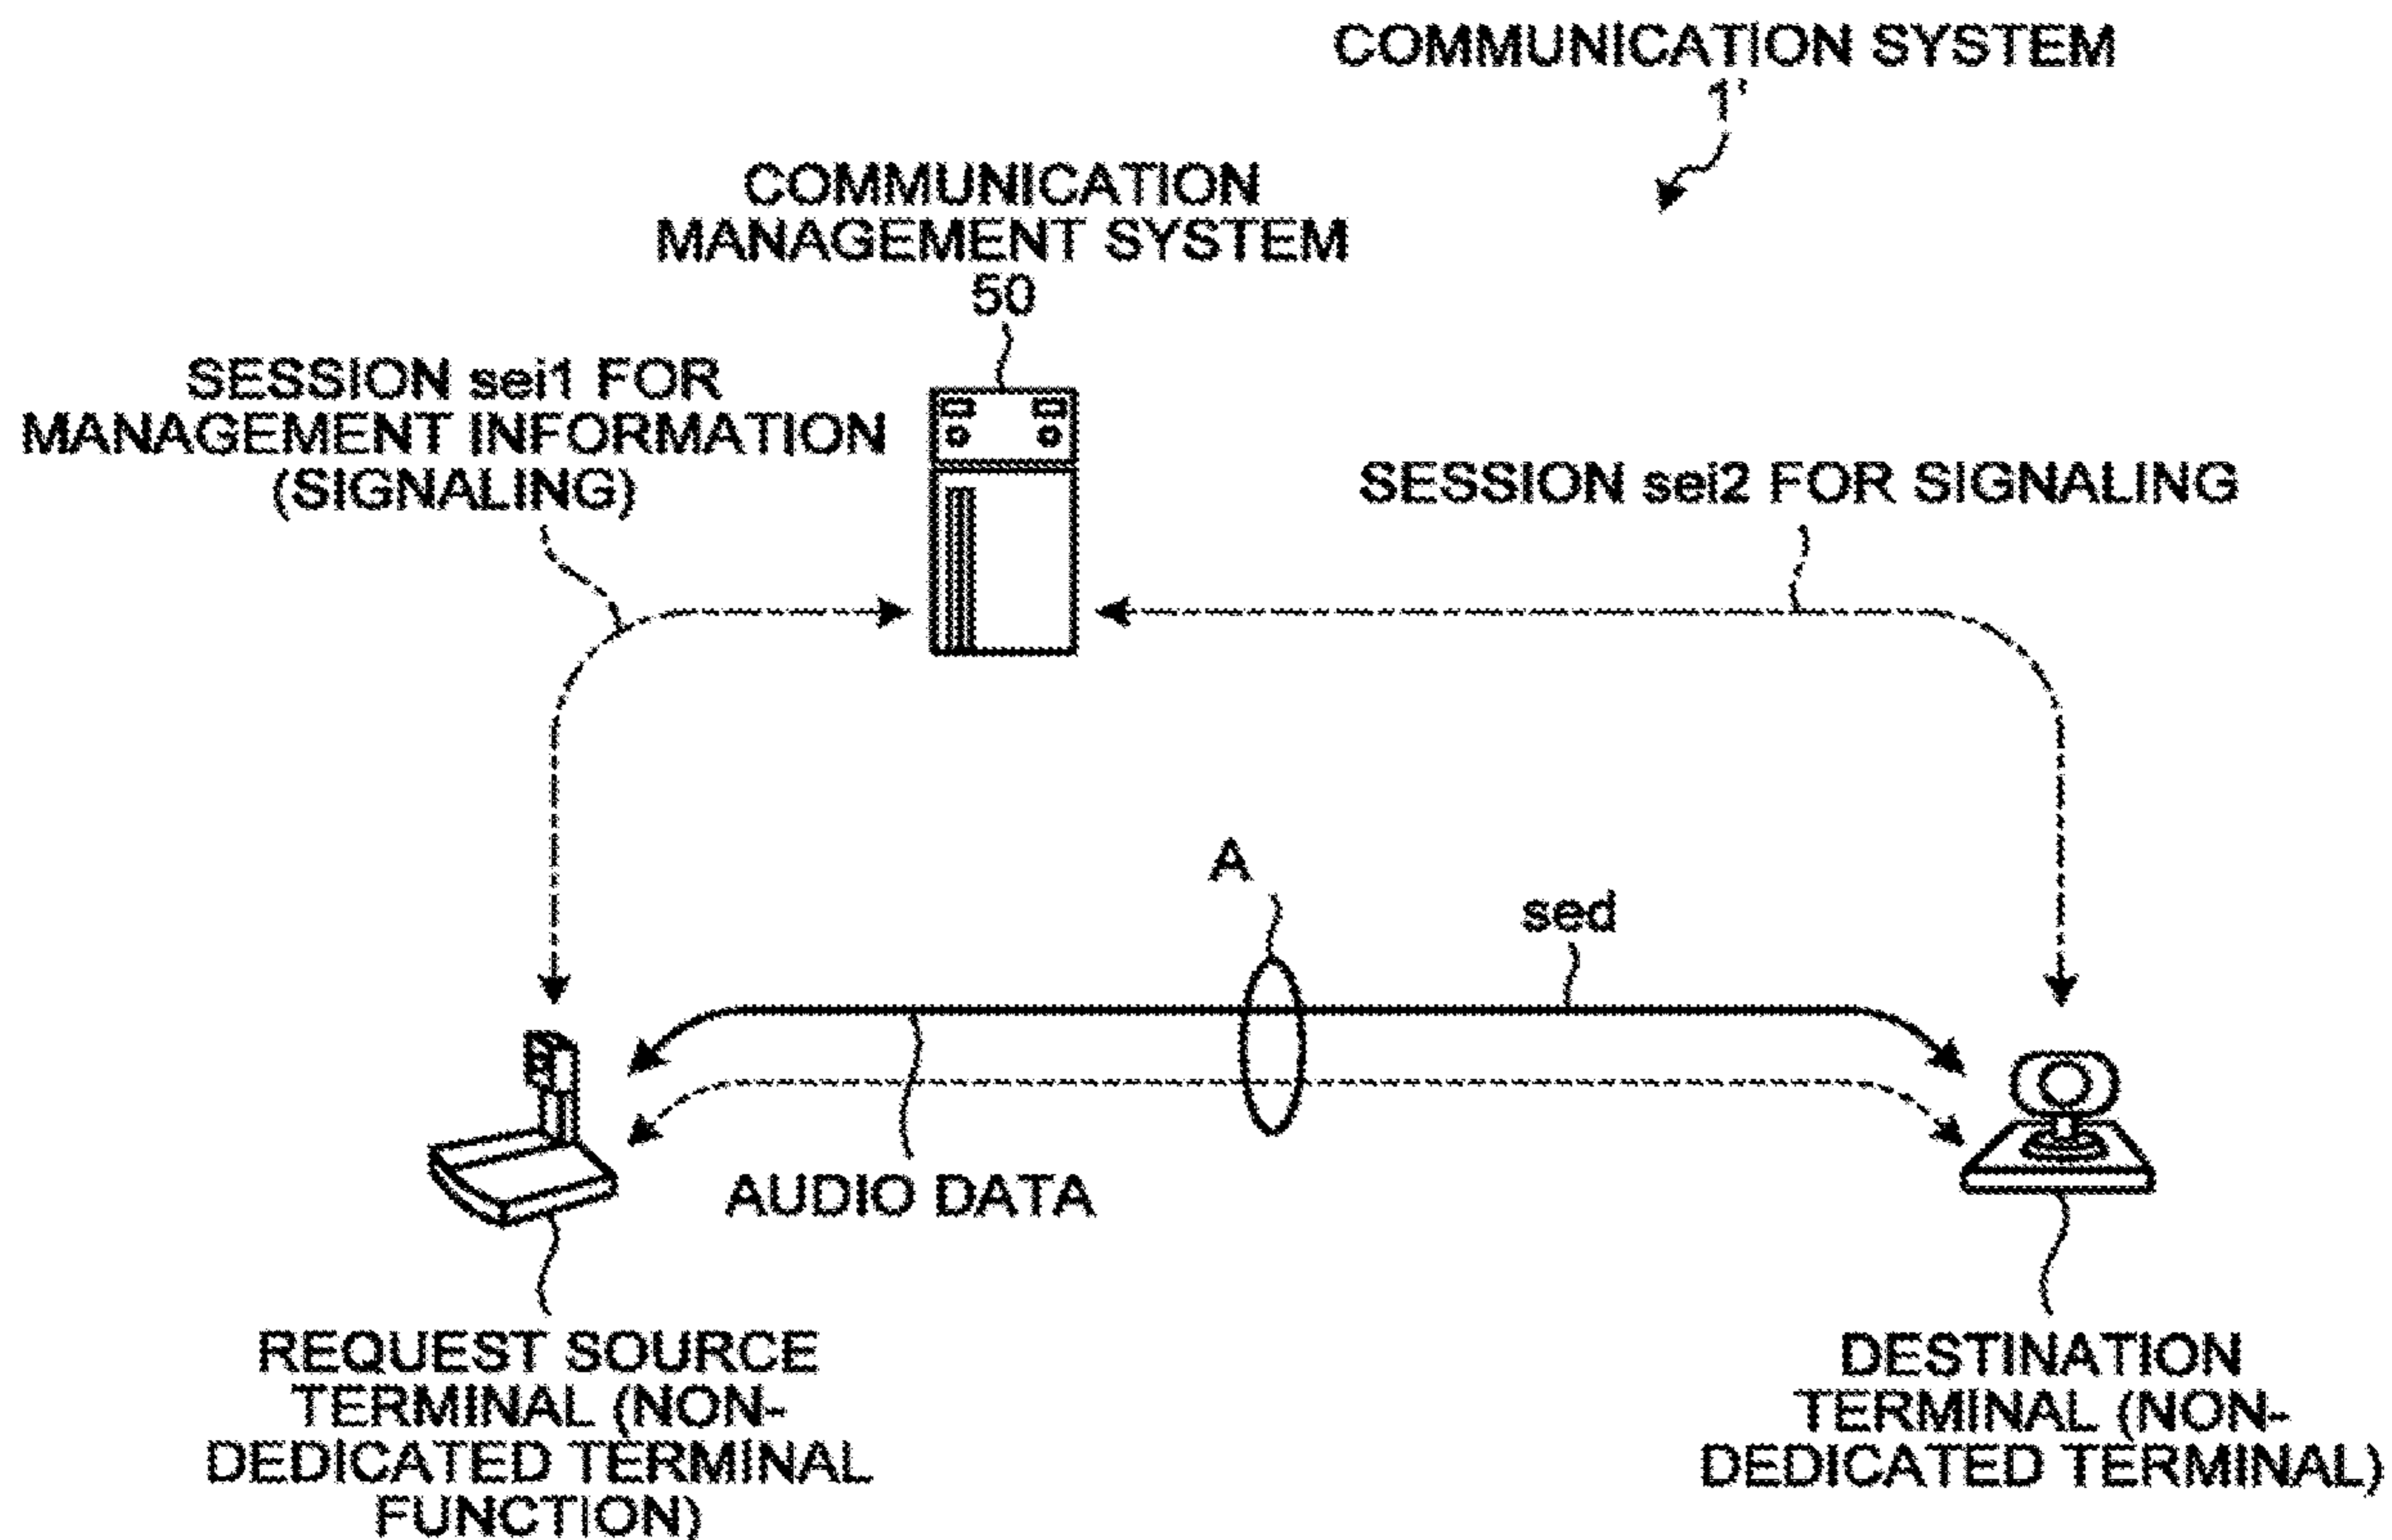 COMMUNICATION SYSTEM
1'
COMMUNICATION
MANAGEMENT SYSTEM
50
SESSION sei1 FOR
MANAGEMENT INFORMATION
(SIGNALING)
SESSION sei2 FOR SIGNALING
A
sed
AUDIO DATA
REQUEST SOURCE
TERMINAL (NON-
DEDICATED TERMINAL
FUNCTION)
DESTINATION
TERMINAL (NON-
DEDICATED TERMINAL)